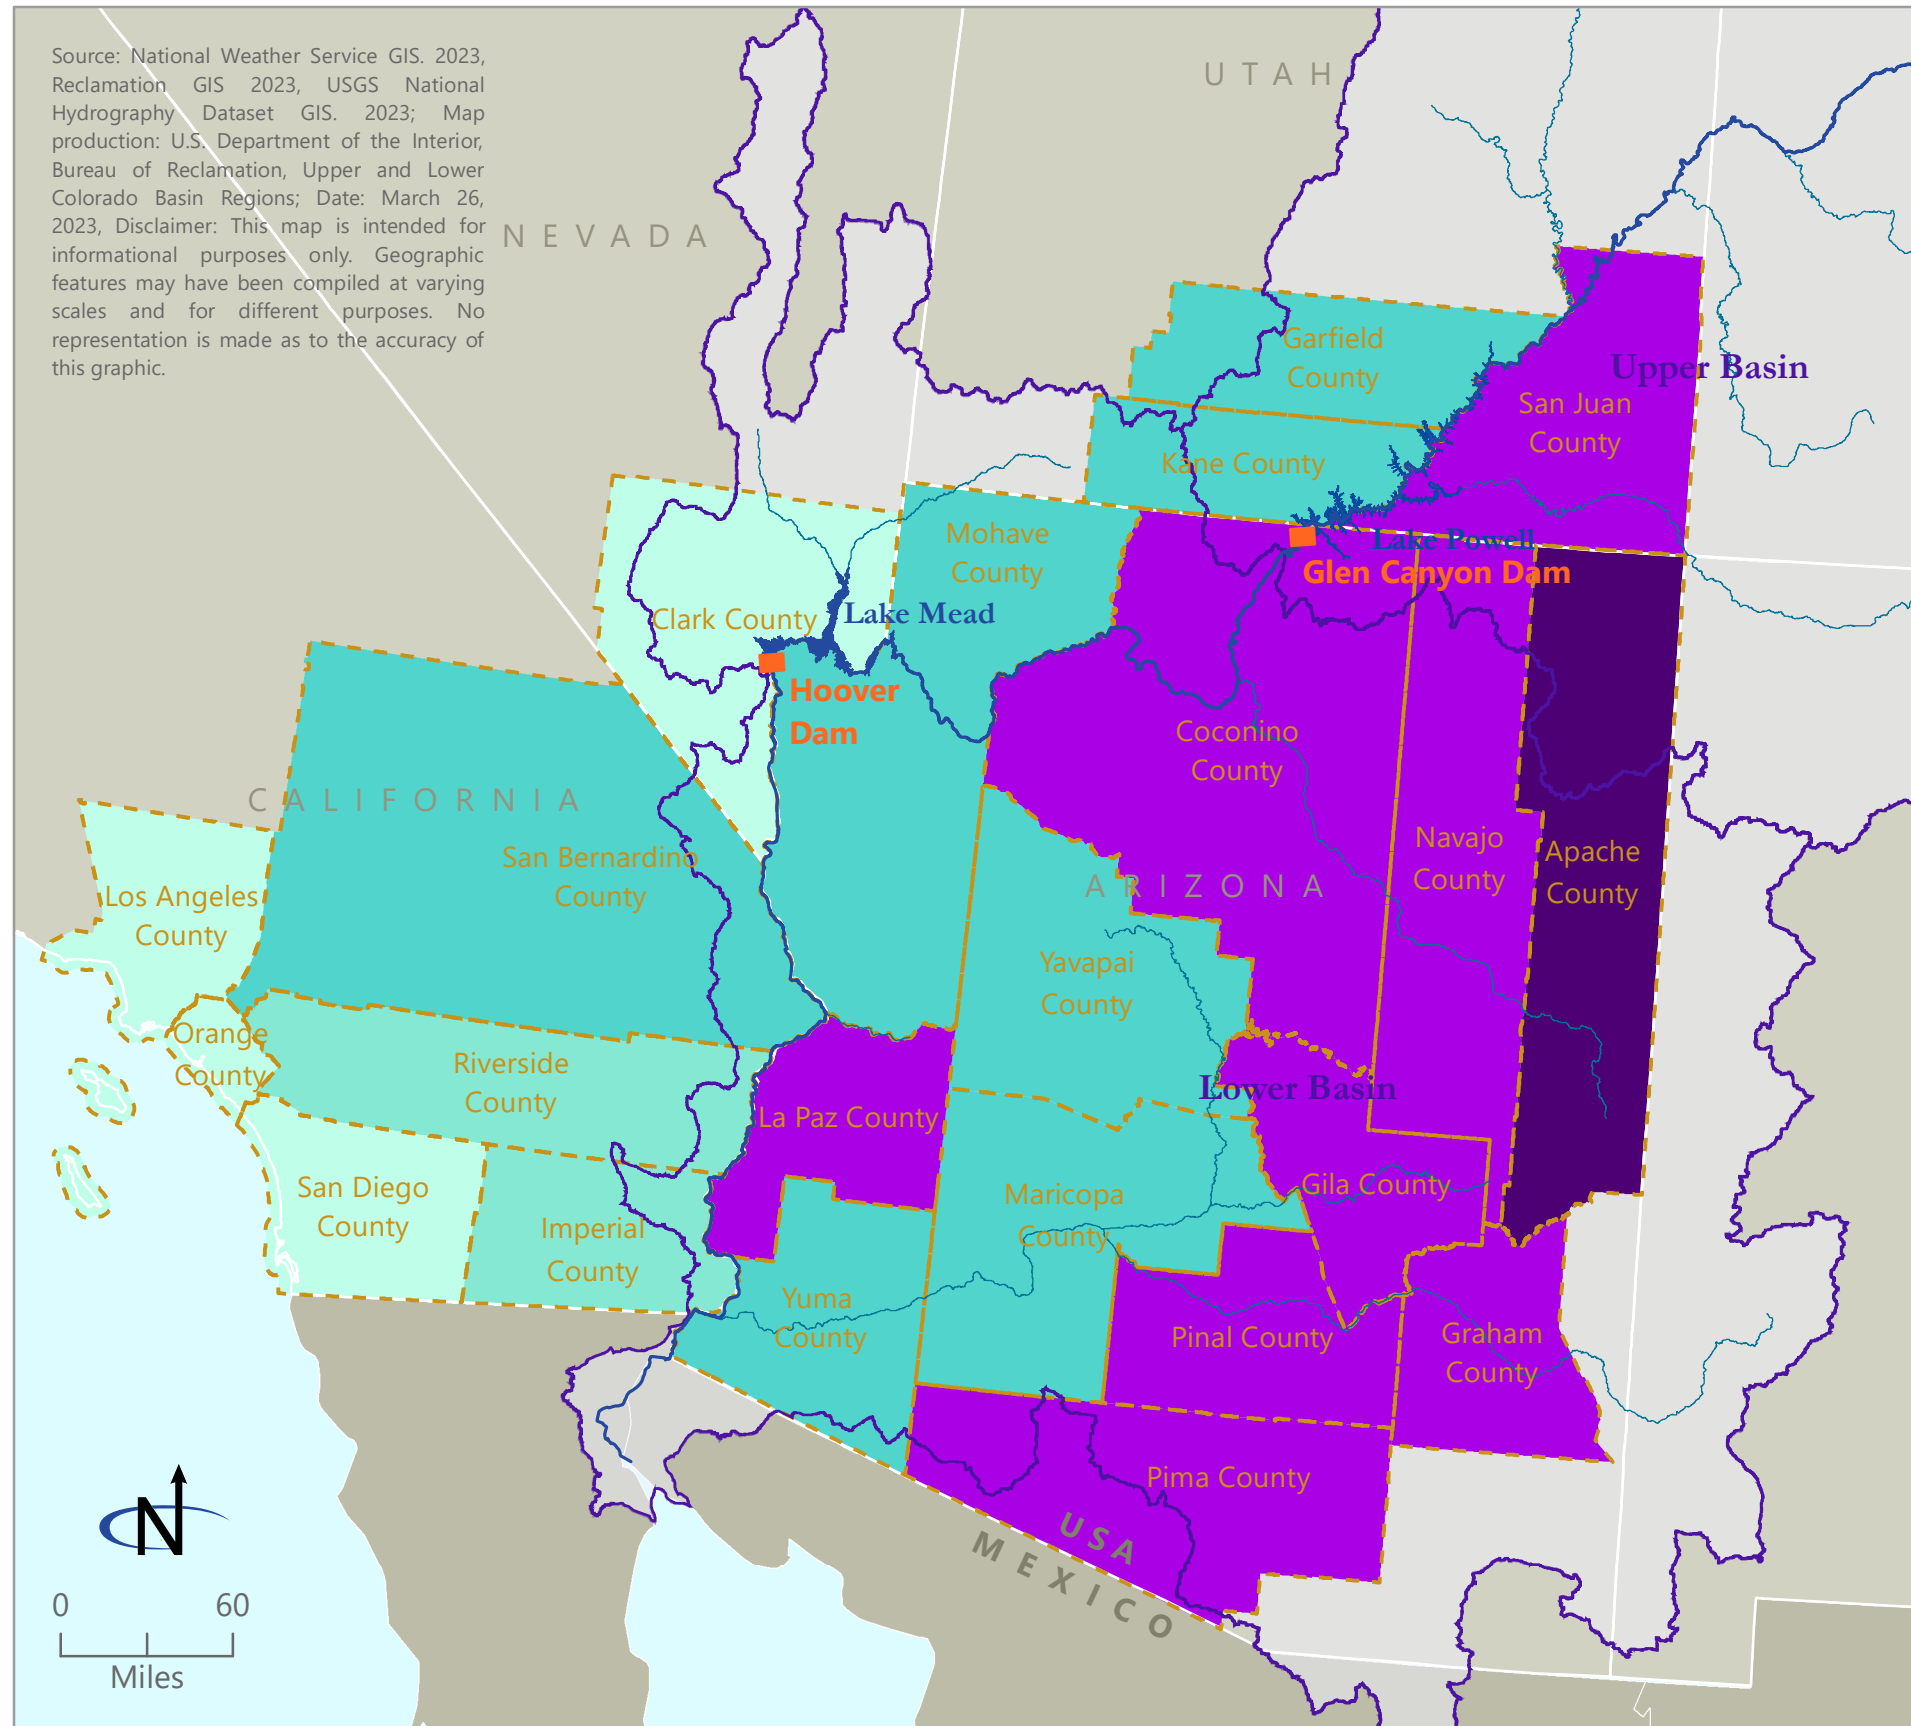 Source: National Weather Service GIS. 2023,
Reclamation GIS 2023, USGS National
Hydrography Dataset GIS. 2023; Map
production: U.S. Department of the Interior,
Bureau of Reclamation, Upper and Lower
Colorado Basin Regions; Date: March 26,
2023, Disclaimer: This map is intended for
informational purposes only. Geographic
features may have been compiled at varying
scales and for different purposes. No
representation is made as to the accuracy of
this graphic.
UTAH
NEVADA
Garfield
County
Upper Basin
San Juan
County
Kane County
Mohave
County
Lake Powell
Glen Canyon Dam
Clark County
Lake Mead
Hoover
Dam
Coconino
County
CALIFORNIA
San Bernardino
County
Navajo
County
Apache
County
ARIZONA
Los Angeles
County
Yavapai
County
Orange
County
Riverside
County
Lower Basin
La Paz County
San Diego
County
Imperial
County
Maricopa
County
Gila County
Yuma
County
Pinal County
Graham
County
Pima County
USA
MEXICO
N
0 60
Miles